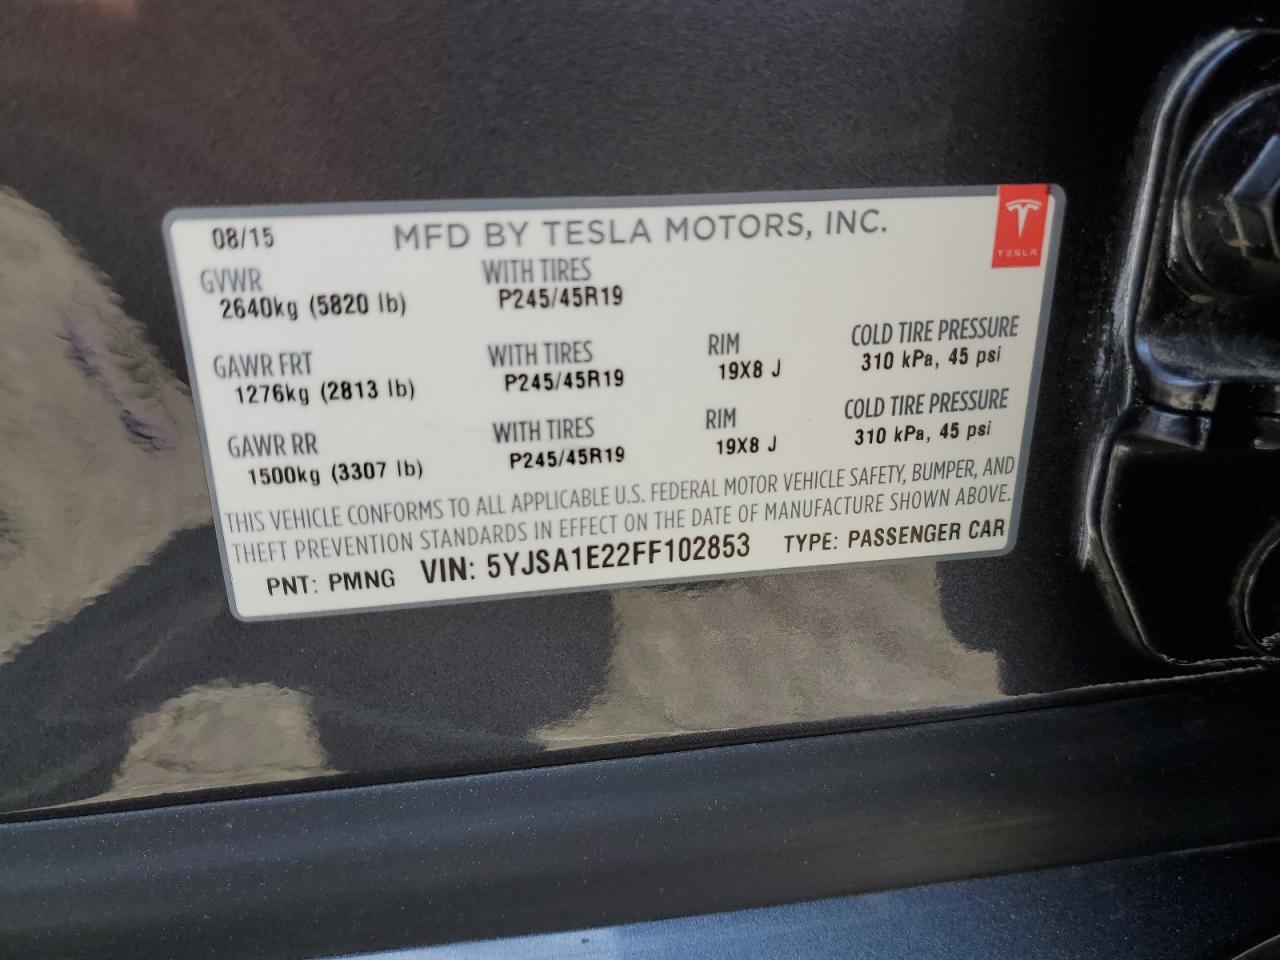 08/15 MFD BY TESLA MOTORS, INC.
TESLA
GVWR WITH TIRES
2640kg (5820 lb) P245/45R19
GAWR FRT WITH TIRES RIM COLD TIRE PRESSURE
1276kg (2813 lb) P245/45R19 19X8 J 310 kPa, 45 psi
GAWR RR WITH TIRES RIM COLD TIRE PRESSURE
1500kg (3307 lb) P245/45R19 19X8 J 310 kPa, 45 psi
THIS VEHICLE CONFORMS TO ALL APPLICABLE U.S. FEDERAL MOTOR VEHICLE SAFETY, BUMPER, AND
THEFT PREVENTION STANDARDS IN EFFECT ON THE DATE OF MANUFACTURE SHOWN ABOVE.
PNT: PMNG VIN: 5YJSA1E22FF102853 TYPE: PASSENGER CAR